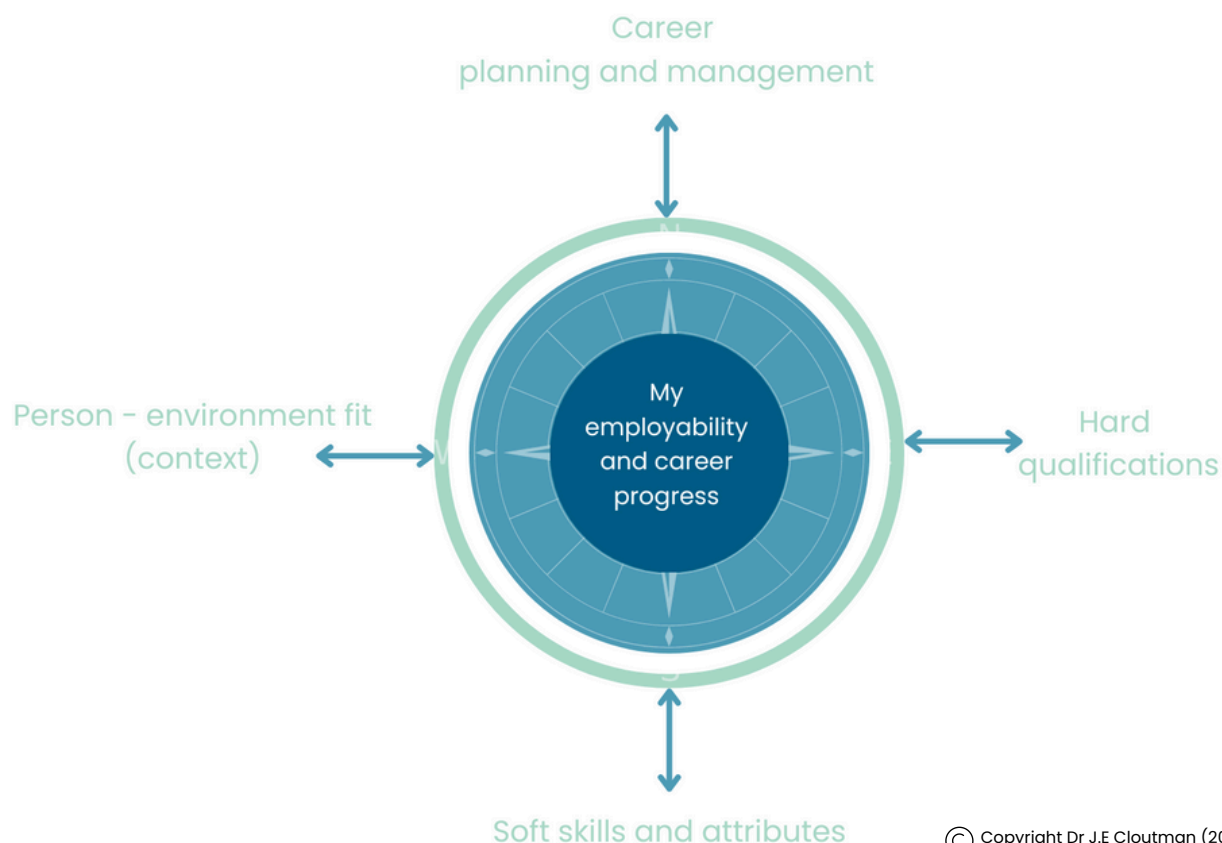 Career
planning and management
N
Person - environment fit
(context)
W
My
employability
and career
progress
Hard
qualifications
S
Soft skills and attributes
© Copyright Dr J.E Cloutman (20